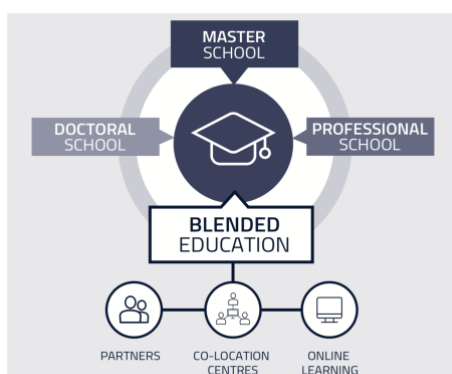 MASTER
SCHOOL
DOCTORAL
SCHOOL
PROFESSIONAL
SCHOOL
BLENDED
EDUCATION
PARTNERS
CO-LOCATION
CENTRES
ONLINE
LEARNING